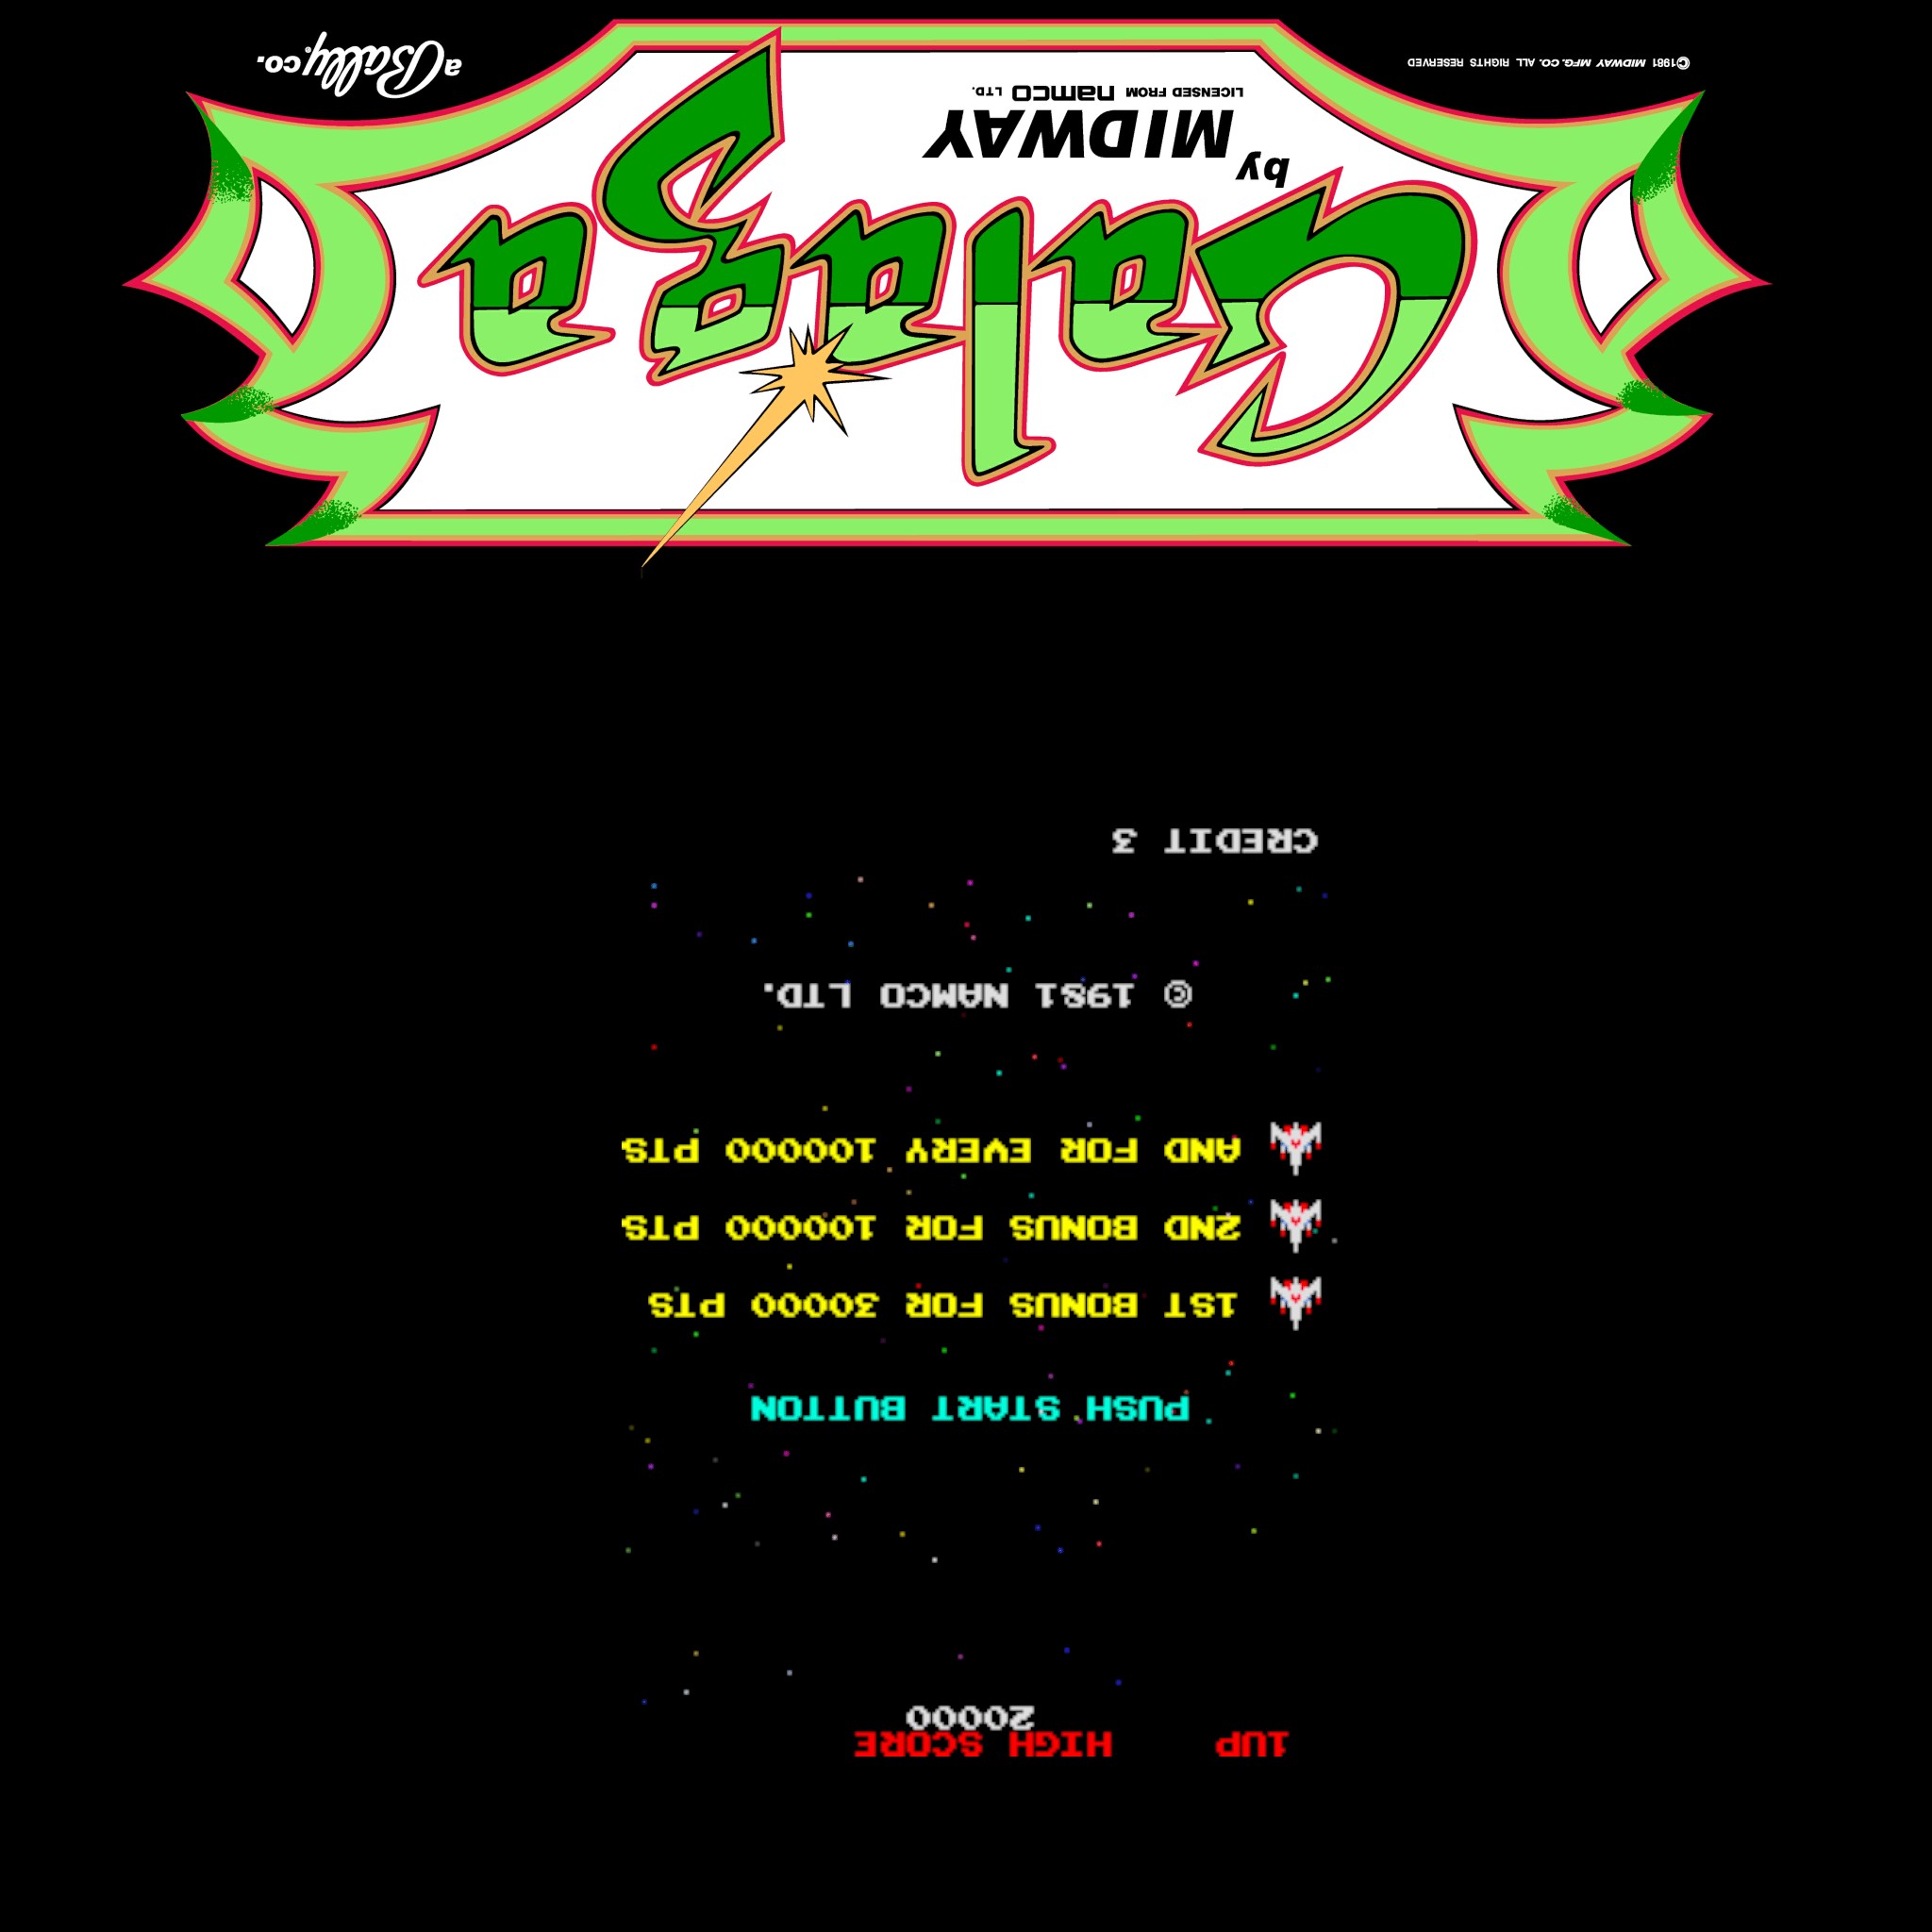 1UP HIGH SCORE
20000
PUSH START BUTTON
1ST BONUS FOR 30000 PTS
2ND BONUS FOR 100000 PTS
AND FOR EVERY 100000 PTS
© 1981 NAMCO LTD.
CREDIT 3
Galaga
by MIDWAY
LICENSED FROM namco LTD.
©1981 MIDWAY MFG. CO. ALL RIGHTS RESERVED
a Bally co.